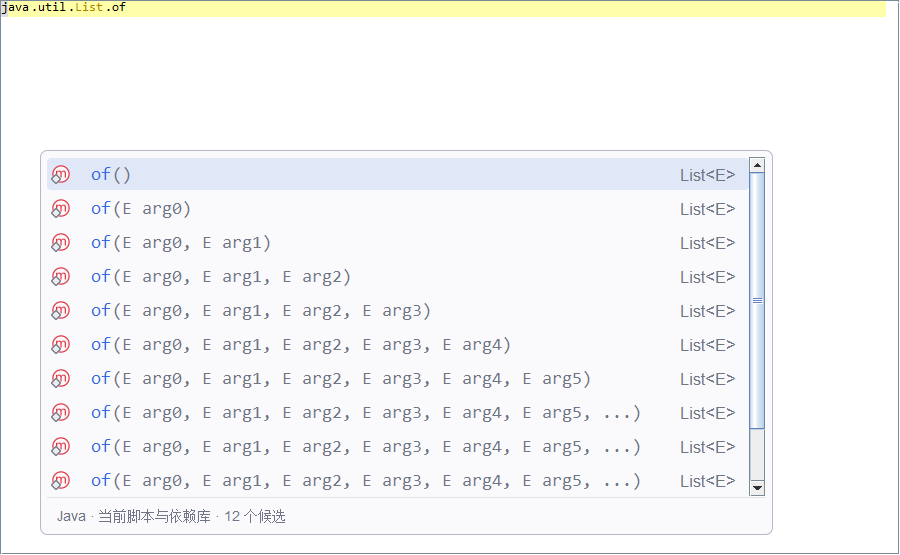 java.util.List.of
of() List<E>
of(E arg0) List<E>
of(E arg0, E arg1) List<E>
of(E arg0, E arg1, E arg2) List<E>
of(E arg0, E arg1, E arg2, E arg3) List<E>
of(E arg0, E arg1, E arg2, E arg3, E arg4) List<E>
of(E arg0, E arg1, E arg2, E arg3, E arg4, E arg5) List<E>
of(E arg0, E arg1, E arg2, E arg3, E arg4, E arg5, ...) List<E>
of(E arg0, E arg1, E arg2, E arg3, E arg4, E arg5, ...) List<E>
of(E arg0, E arg1, E arg2, E arg3, E arg4, E arg5, ...) List<E>
Java · 当前脚本与依赖库 · 12 个候选